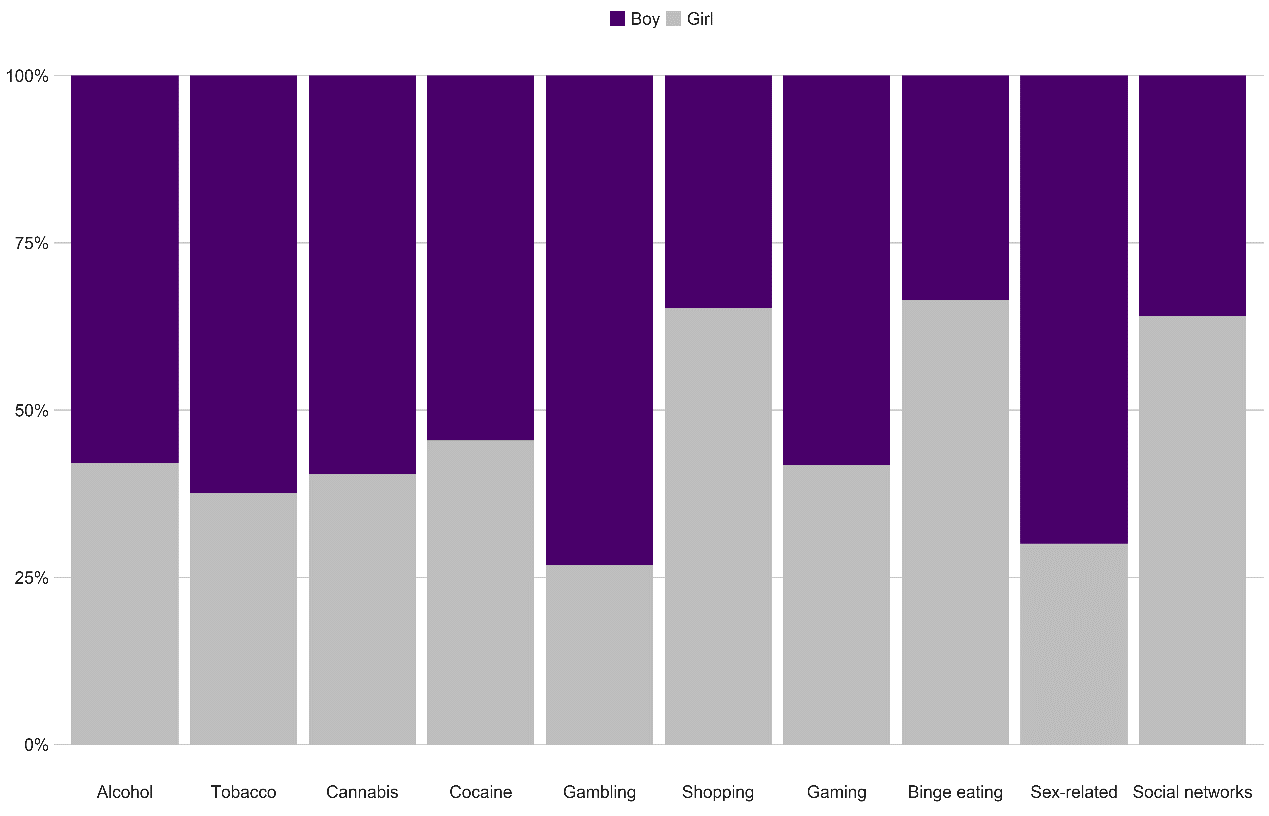 Boy Girl
100%
75%
50%
25%
0%
Alcohol Tobacco Cannabis Cocaine Gambling Shopping Gaming Binge eating Sex-related Social networks